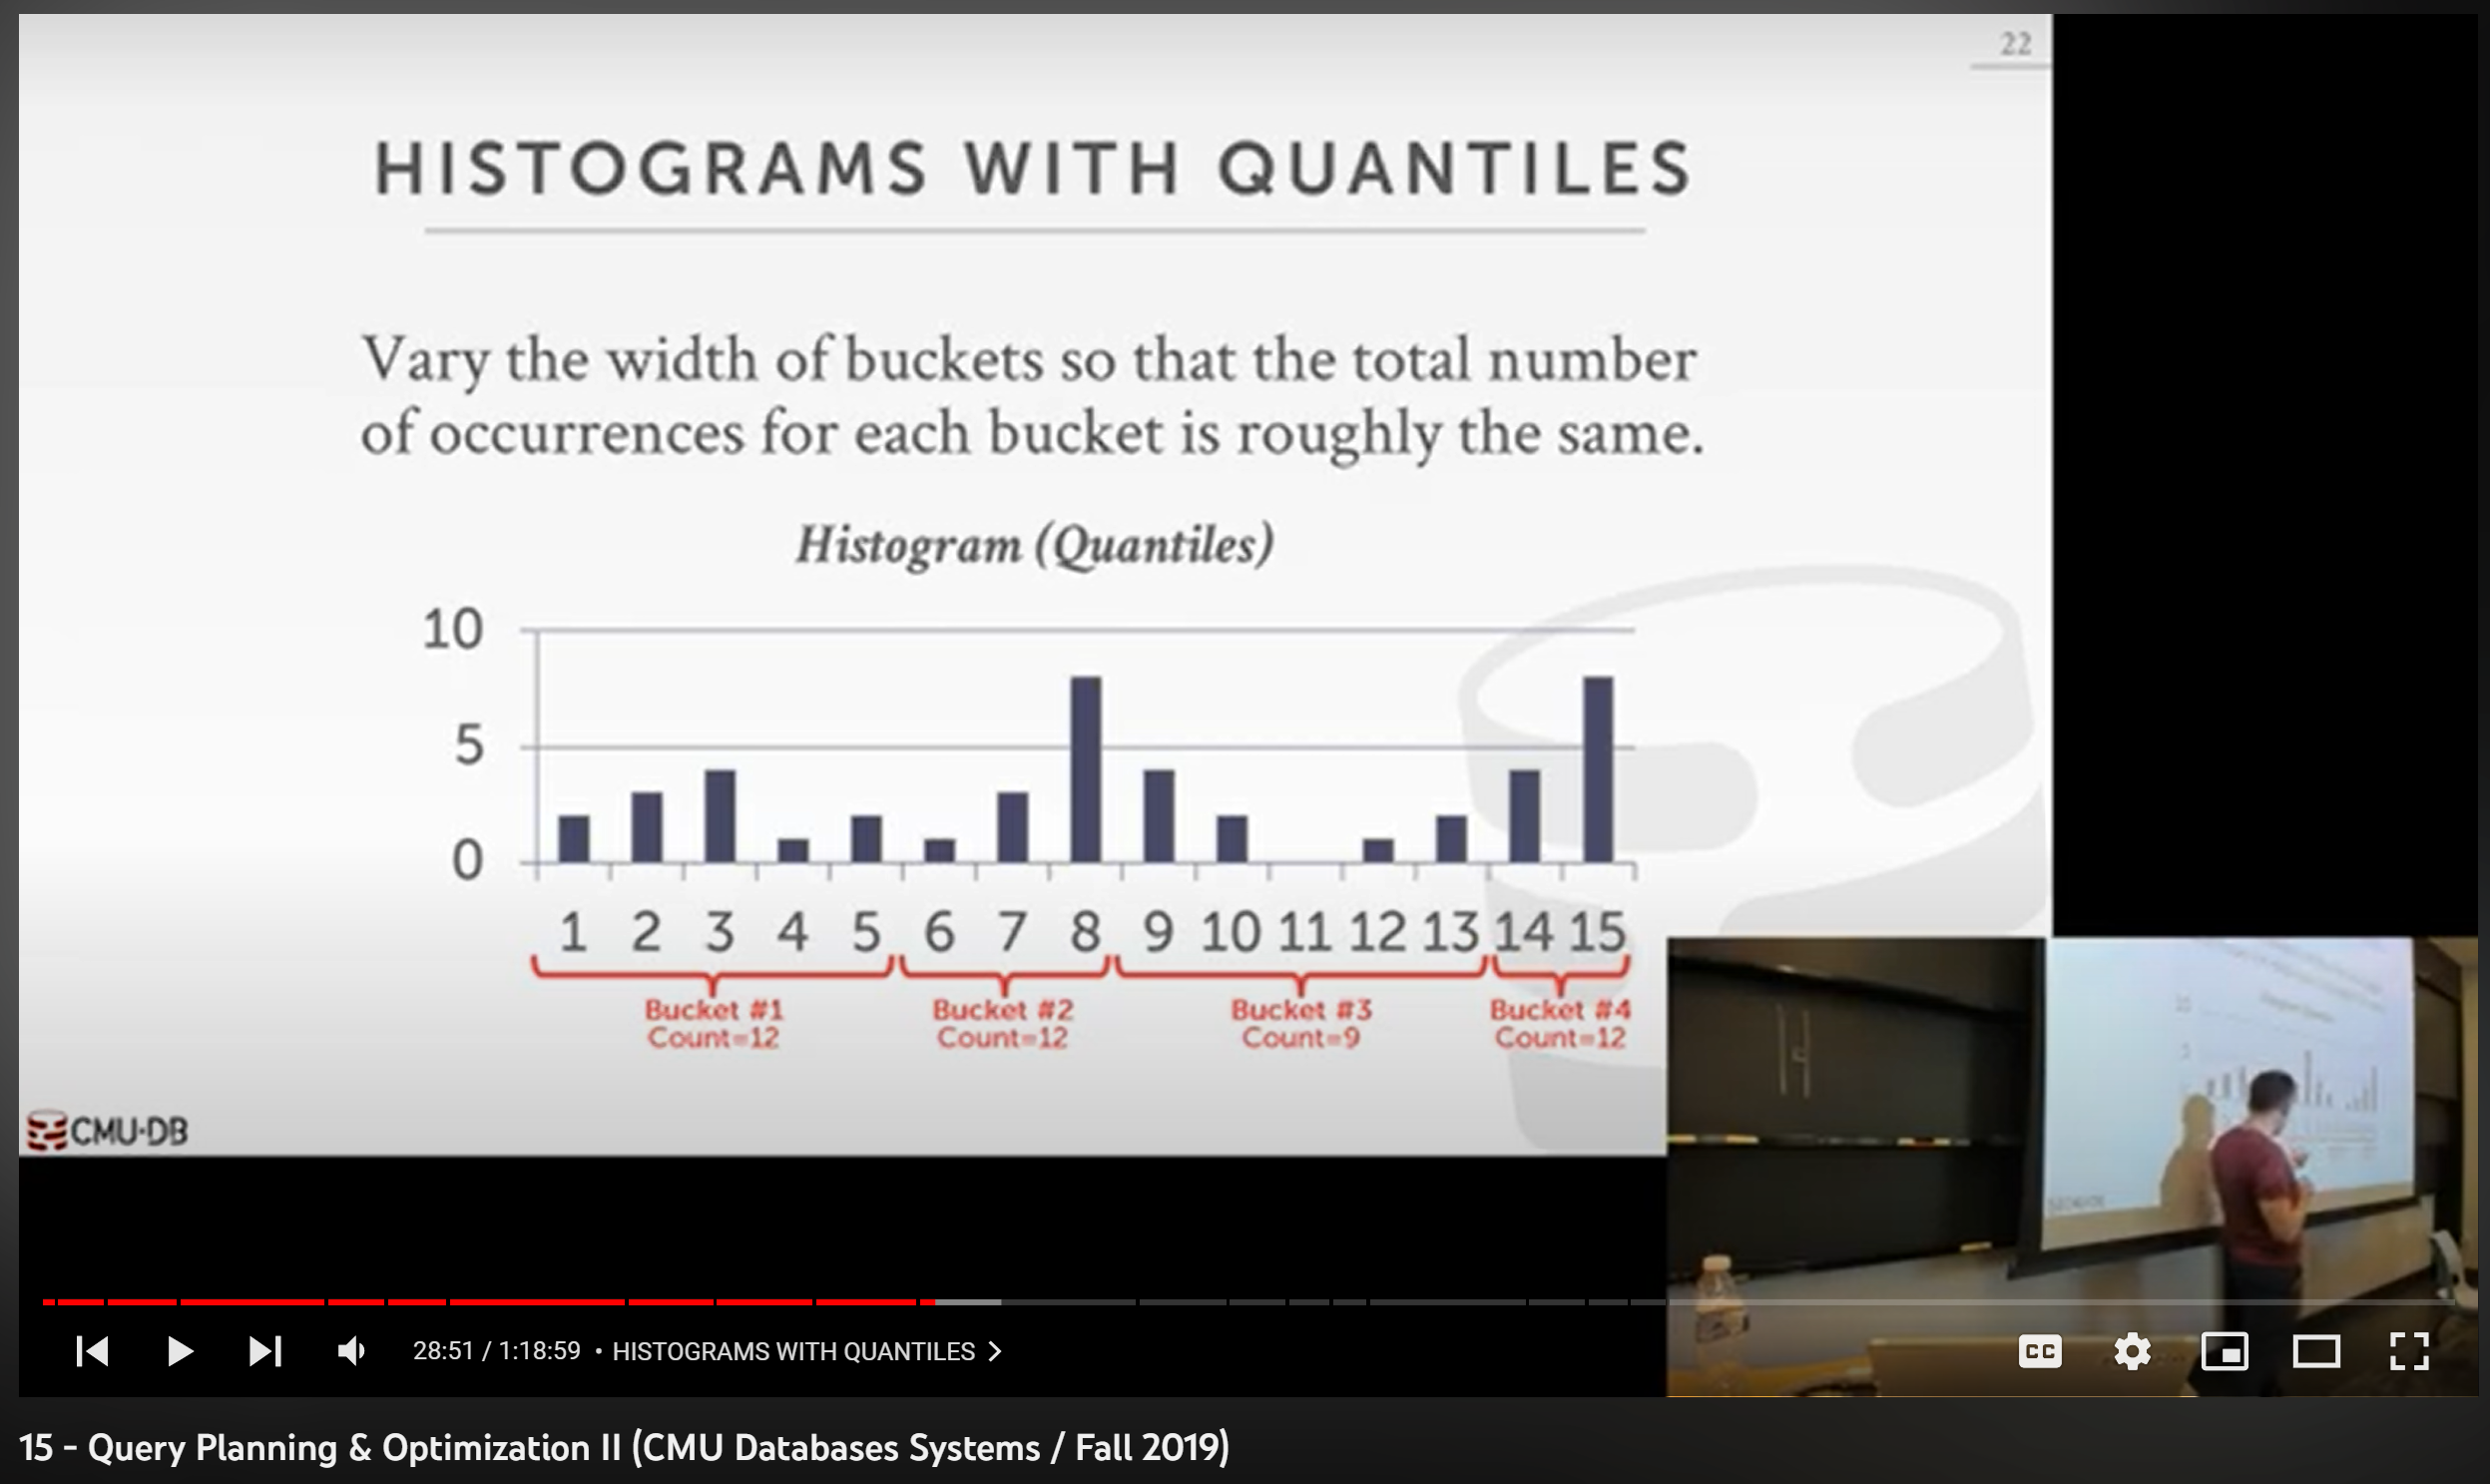 22
HISTOGRAMS WITH QUANTILES
Vary the width of buckets so that the total number
of occurrences for each bucket is roughly the same.
Histogram (Quantiles)
10
5
0
1 2 3 4 5 6 7 8 9 10 11 12 13 14 15
Bucket #1 Bucket #2 Bucket #3 Bucket #4
Count=12 Count=12 Count=9 Count=12
CMU·DB
28:51 / 1:18:59 • HISTOGRAMS WITH QUANTILES
CC
15 - Query Planning & Optimization II (CMU Databases Systems / Fall 2019)